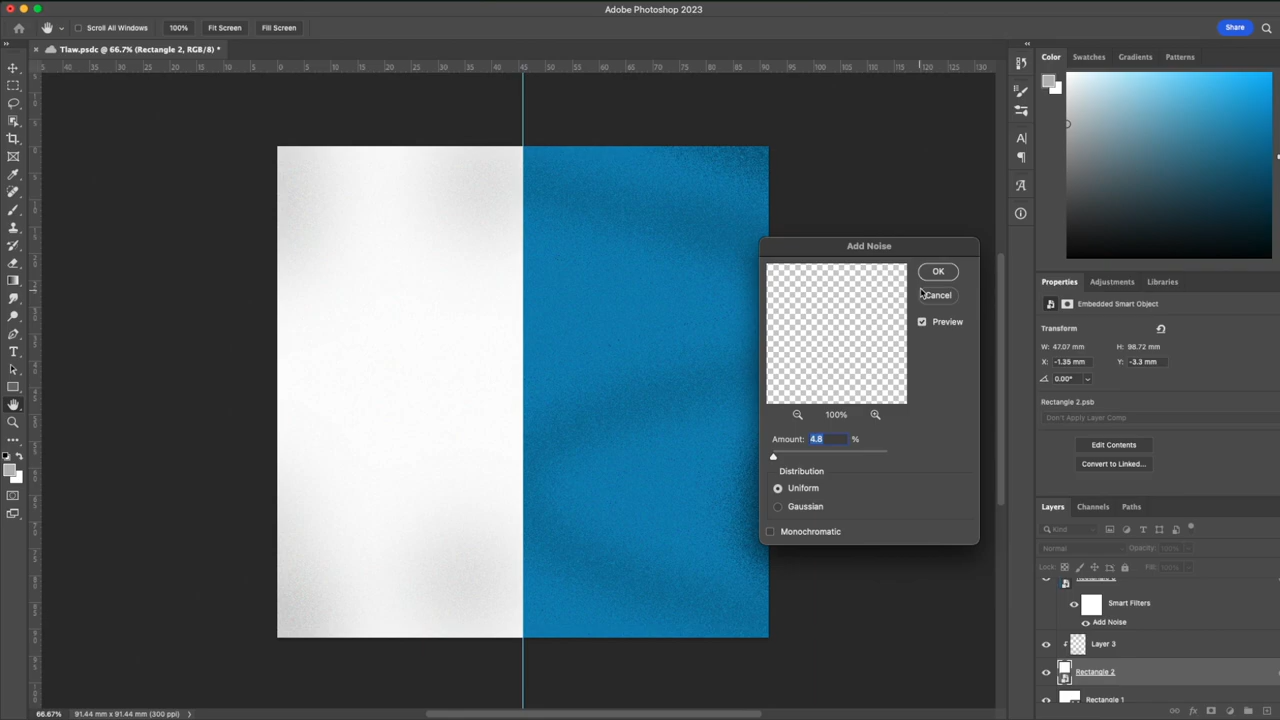 Adobe Photoshop 2023
Scroll All Windows 100% Fit Screen Fill Screen Share
Tlaw.psdc @ 66.7% (Rectangle 2, RGB/8) *
Color Swatches Gradients Patterns
Add Noise
OK
Cancel
Preview
100%
Amount: 4.8 %
Distribution
Uniform
Gaussian
Monochromatic
Properties Adjustments Libraries
Embedded Smart Object
Transform
W: 47.07 mm H: 98.72 mm
X: -1.35 mm Y: -3.3 mm
0.00°
Rectangle 2.psb
Don't Apply Layer Comp
Edit Contents
Convert to Linked...
Layers Channels Paths
Kind
Normal Opacity: 100%
Lock: Fill: 100%
Smart Filters
Add Noise
Layer 3
Rectangle 2
Rectangle 1
66.67% 91.44 mm x 91.44 mm (300 ppi)